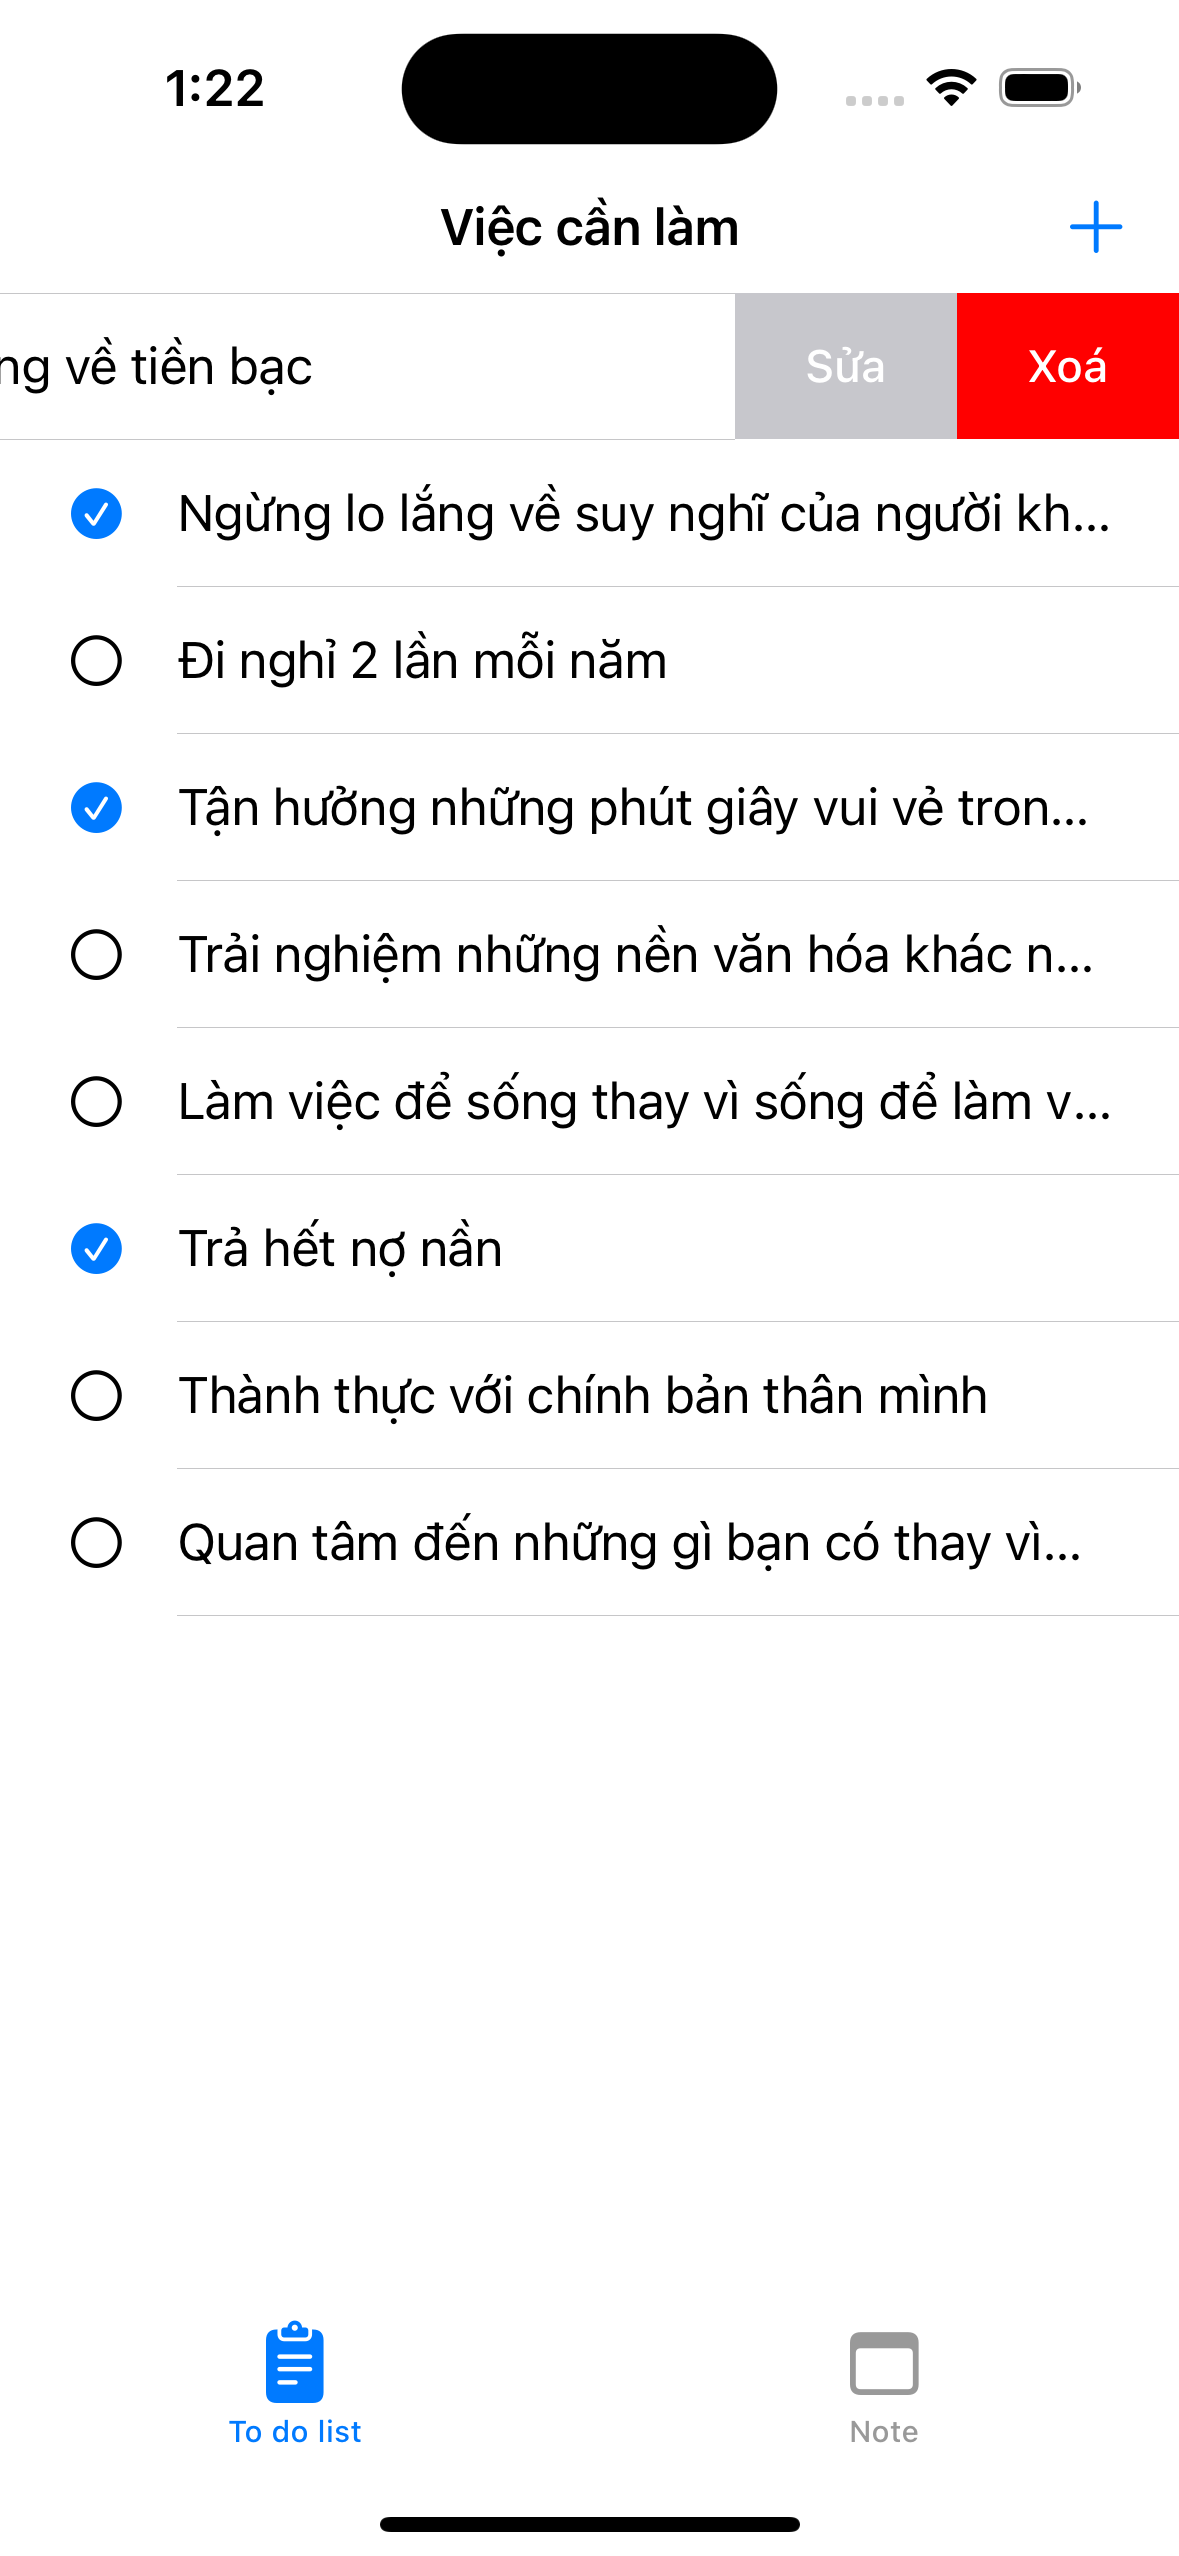 1:22
Việc cần làm
ng về tiền bạc
Sửa
Xoá
Ngừng lo lắng về suy nghĩ của người kh...
Đi nghỉ 2 lần mỗi năm
Tận hưởng những phút giây vui vẻ tron...
Trải nghiệm những nền văn hóa khác n...
Làm việc để sống thay vì sống để làm v...
Trả hết nợ nần
Thành thực với chính bản thân mình
Quan tâm đến những gì bạn có thay vì...
To do list
Note